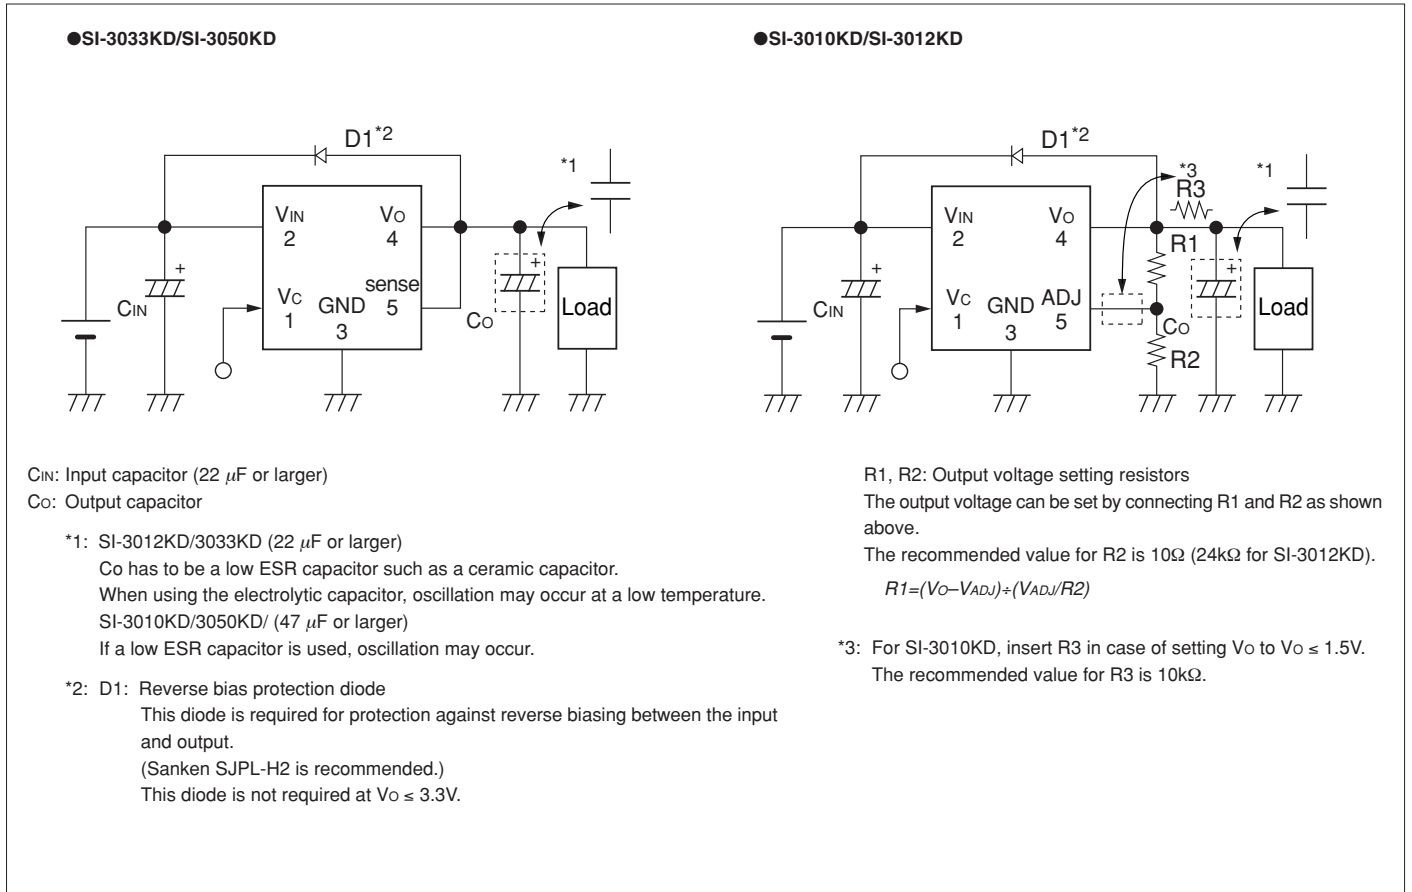 ●SI-3033KD/SI-3050KD
D1*2
*1
VIN
2
VO
4
sense
5
VC
1
GND
3
CIN
+
CO
+
Load
CIN: Input capacitor (22 μF or larger)
CO: Output capacitor
*1: SI-3012KD/3033KD (22 μF or larger)
Co has to be a low ESR capacitor such as a ceramic capacitor.
When using the electrolytic capacitor, oscillation may occur at a low temperature.
SI-3010KD/3050KD/ (47 μF or larger)
If a low ESR capacitor is used, oscillation may occur.
*2: D1: Reverse bias protection diode
This diode is required for protection against reverse biasing between the input
and output.
(Sanken SJPL-H2 is recommended.)
This diode is not required at VO ≤ 3.3V.
●SI-3010KD/SI-3012KD
D1*2
*3
R3
*1
VIN
2
VO
4
R1
ADJ
5
VC
1
GND
3
CIN
+
CO
+
R2
Load
R1, R2: Output voltage setting resistors
The output voltage can be set by connecting R1 and R2 as shown
above.
The recommended value for R2 is 10Ω (24kΩ for SI-3012KD).
R1=(VO–VADJ)÷(VADJ/R2)
*3: For SI-3010KD, insert R3 in case of setting VO to VO ≤ 1.5V.
The recommended value for R3 is 10kΩ.